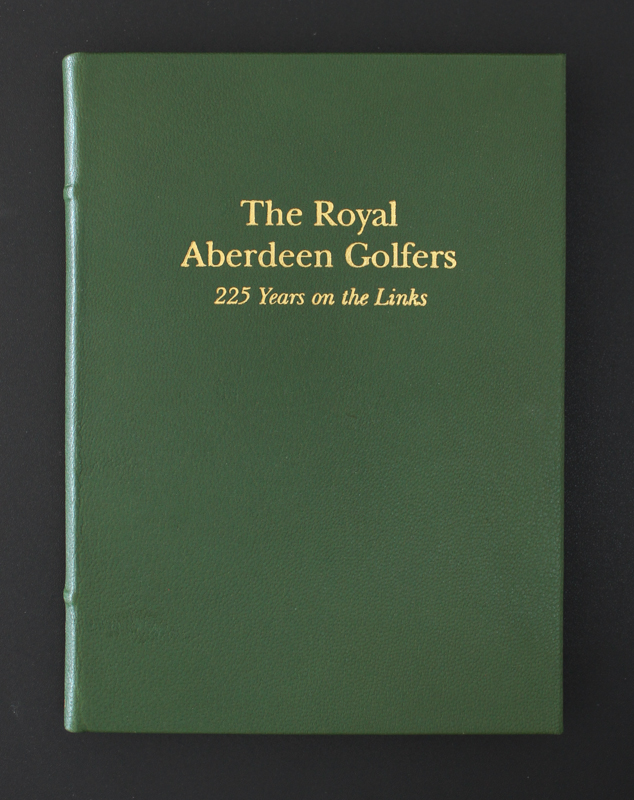 The Royal
Aberdeen Golfers
225 Years on the Links